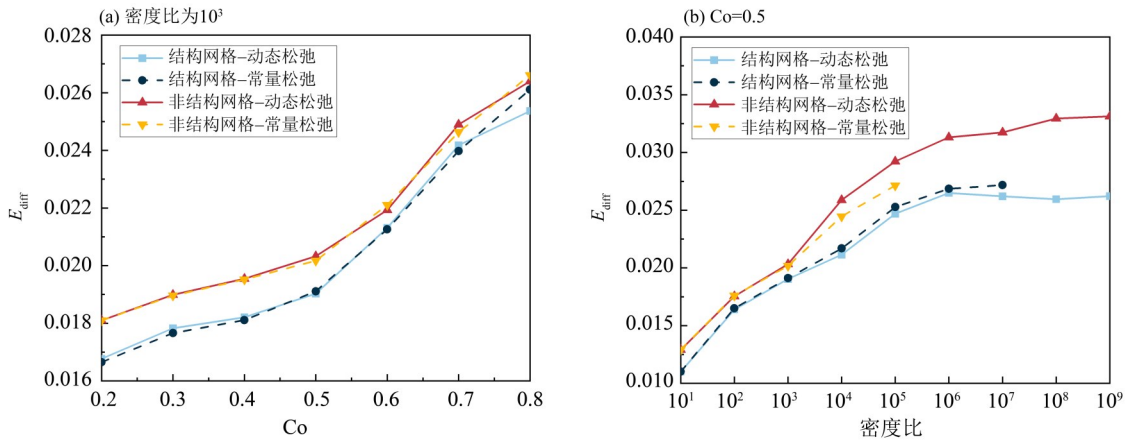 (a) 密度比为10³
0.028
0.026
0.024
0.022
0.020
0.018
0.016
E_diff
结构网格–动态松弛
结构网格–常量松弛
非结构网格–动态松弛
非结构网格–常量松弛
0.2 0.3 0.4 0.5 0.6 0.7 0.8
Co
(b) Co=0.5
0.040
0.035
0.030
0.025
0.020
0.015
0.010
E_diff
结构网格–动态松弛
结构网格–常量松弛
非结构网格–动态松弛
非结构网格–常量松弛
10¹ 10² 10³ 10⁴ 10⁵ 10⁶ 10⁷ 10⁸ 10⁹
密度比